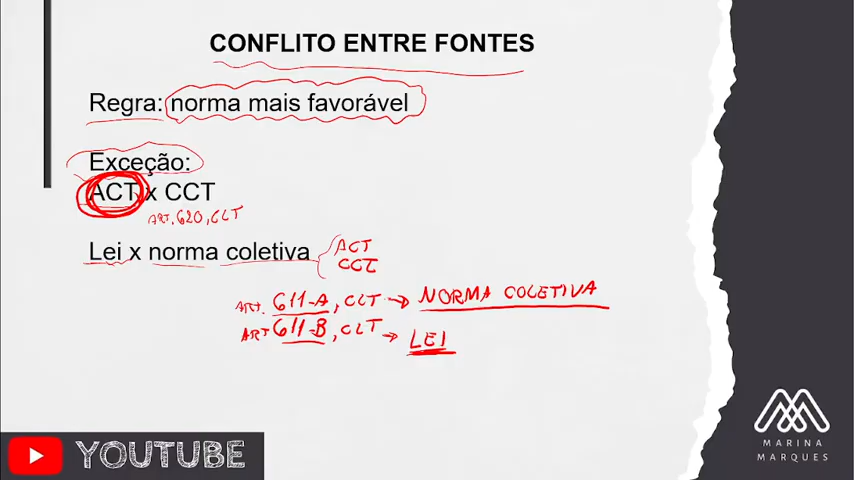 CONFLITO ENTRE FONTES
Regra: norma mais favorável
Exceção:
ACT x CCT
ART. 620, CLT
Lei x norma coletiva
ACT
CCT
ART. 611-A, CLT → NORMA COLETIVA
ART 611-B, CLT → LEI
YOUTUBE
MARINA
MARQUES